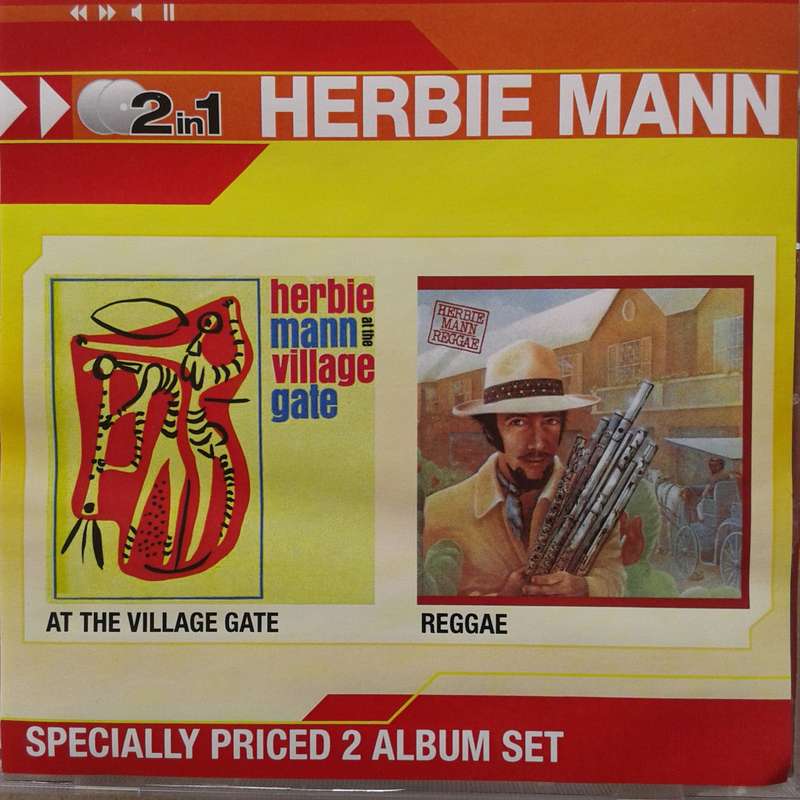 2in1 HERBIE MANN
herbie
mann
at the
village
gate
HERBIE
MANN
REGGAE
AT THE VILLAGE GATE
REGGAE
SPECIALLY PRICED 2 ALBUM SET